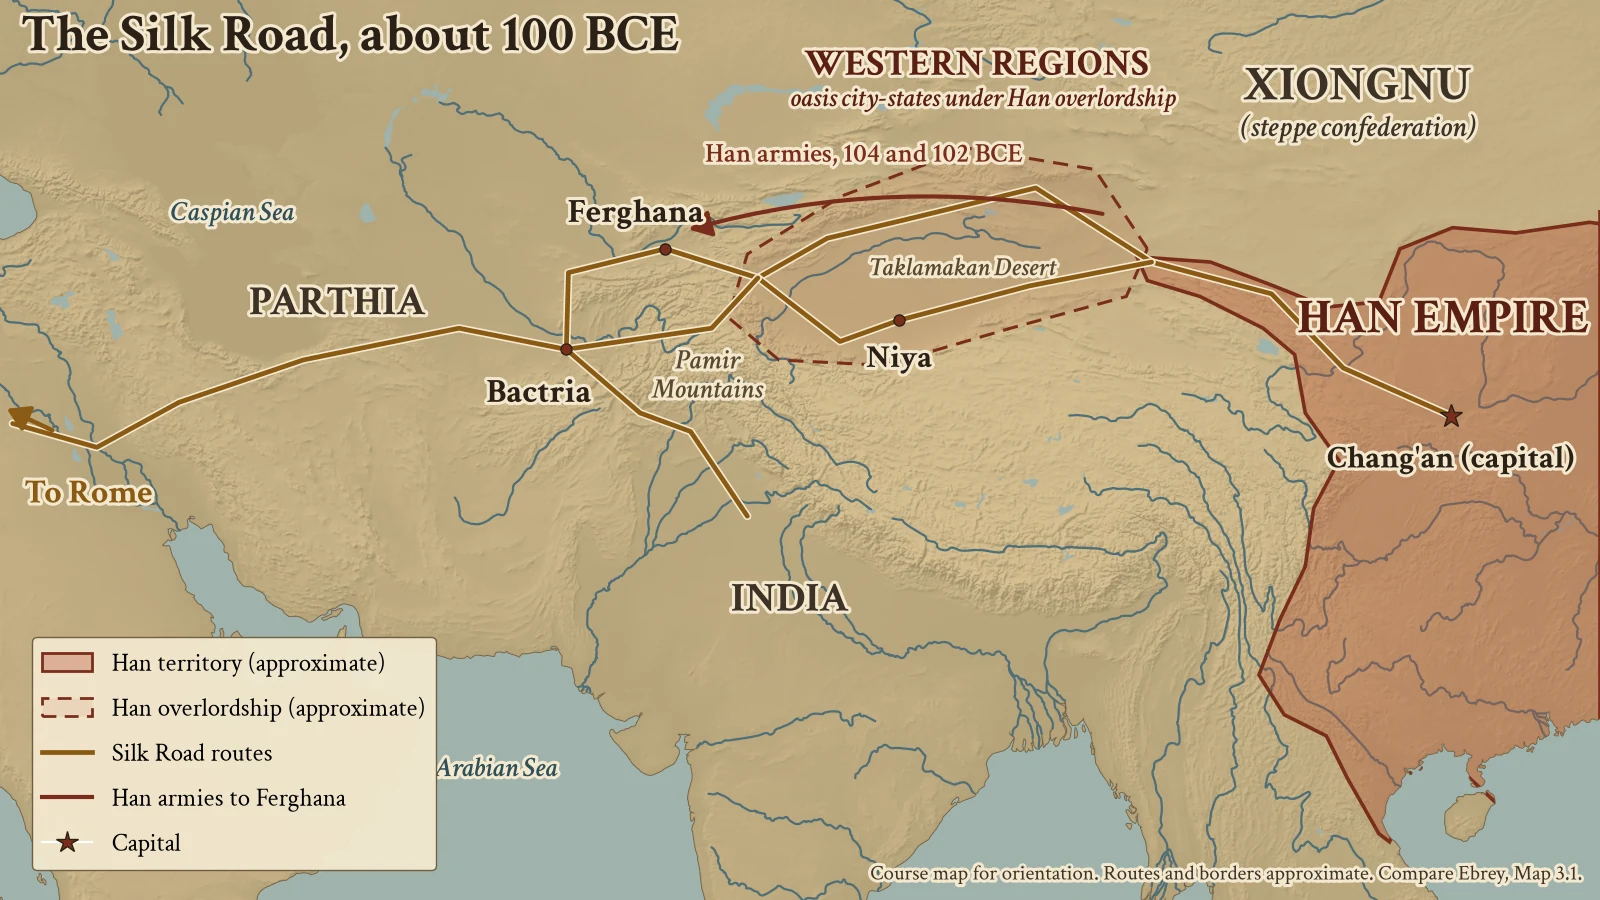 The Silk Road, about 100 BCE
WESTERN REGIONS
oasis city-states under Han overlordship
XIONGNU
(steppe confederation)
Han armies, 104 and 102 BCE
Caspian Sea
Ferghana
Taklamakan Desert
PARTHIA
HAN EMPIRE
Niya
Pamir
Mountains
Bactria
Chang'an (capital)
To Rome
INDIA
Arabian Sea
Han territory (approximate)
Han overlordship (approximate)
Silk Road routes
Han armies to Ferghana
Capital
Course map for orientation. Routes and borders approximate. Compare Ebrey, Map 3.1.